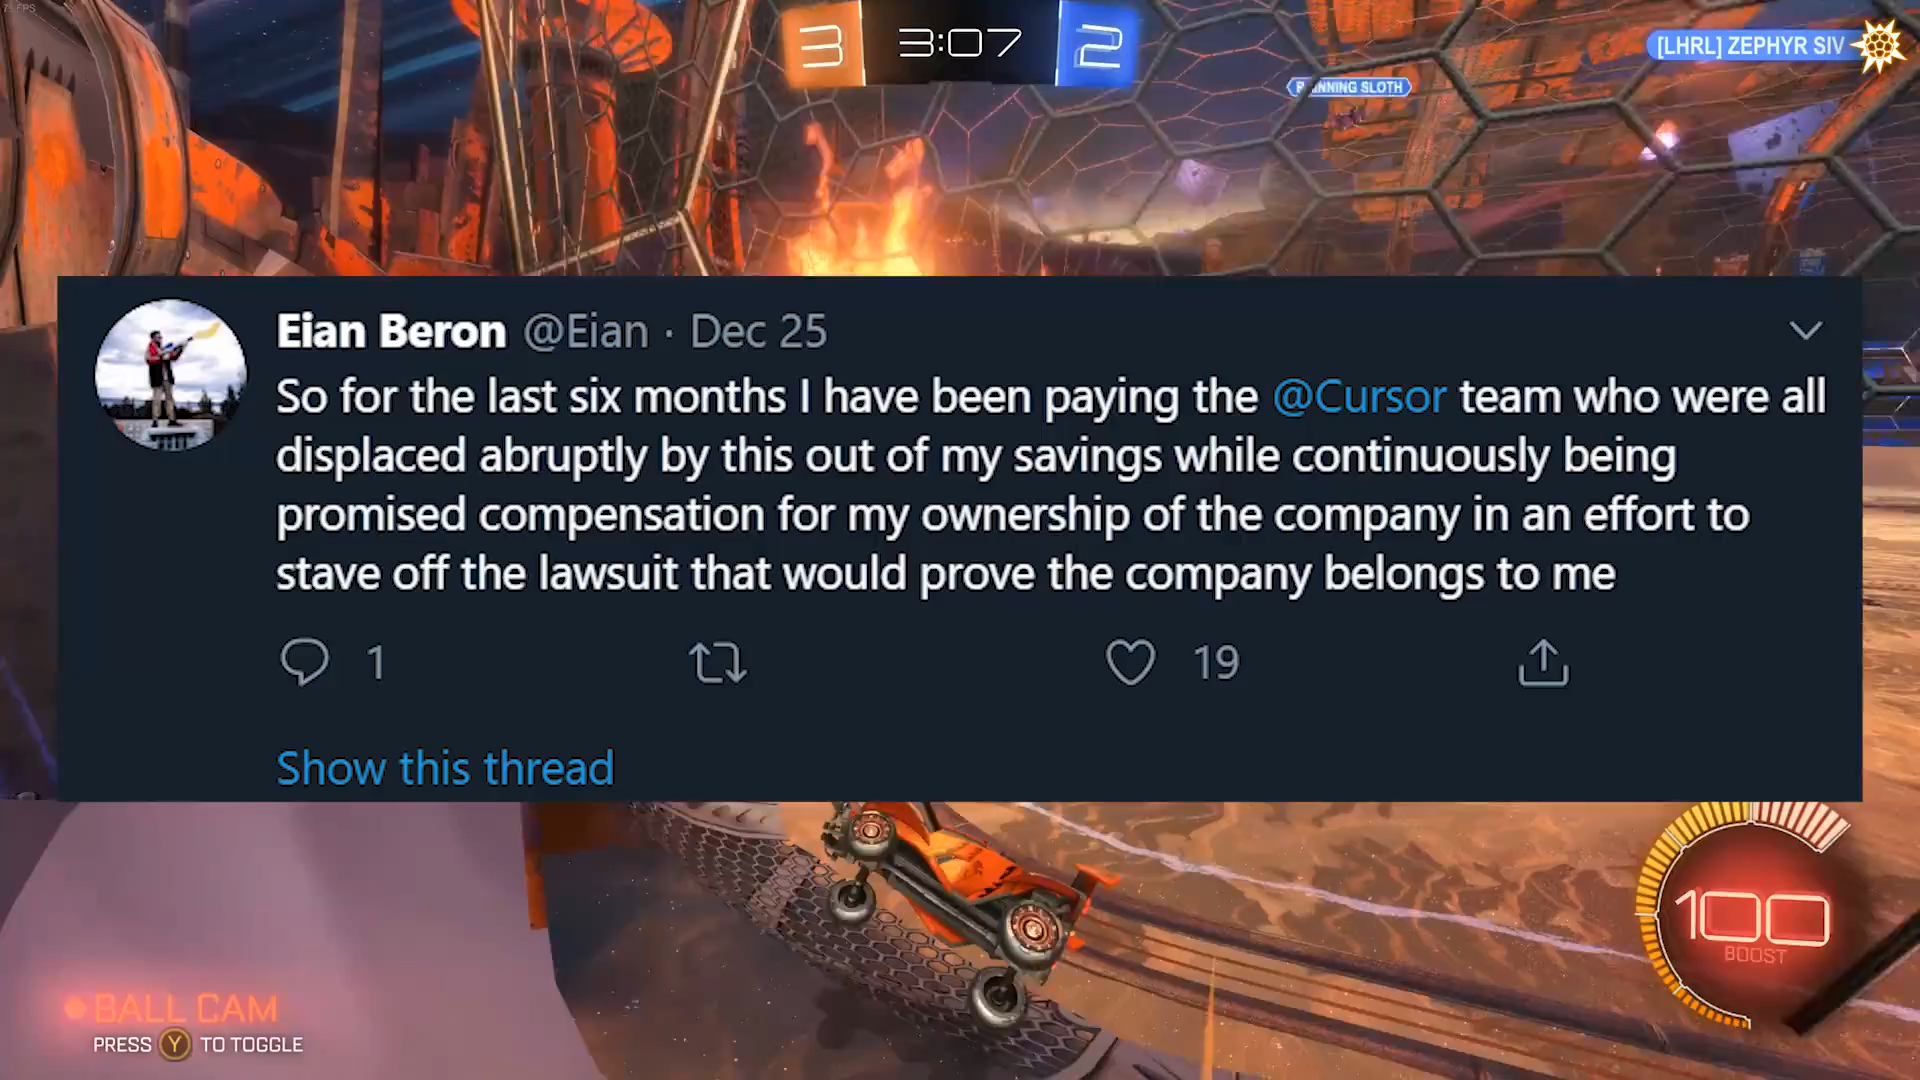 3 3:07 2
[LHRL] ZEPHYR SIV
SLOTH
Eian Beron @Eian · Dec 25
So for the last six months I have been paying the @Cursor team who were all
displaced abruptly by this out of my savings while continuously being
promised compensation for my ownership of the company in an effort to
stave off the lawsuit that would prove the company belongs to me
1 19
Show this thread
100
BOOST
BALL CAM
PRESS Y TO TOGGLE